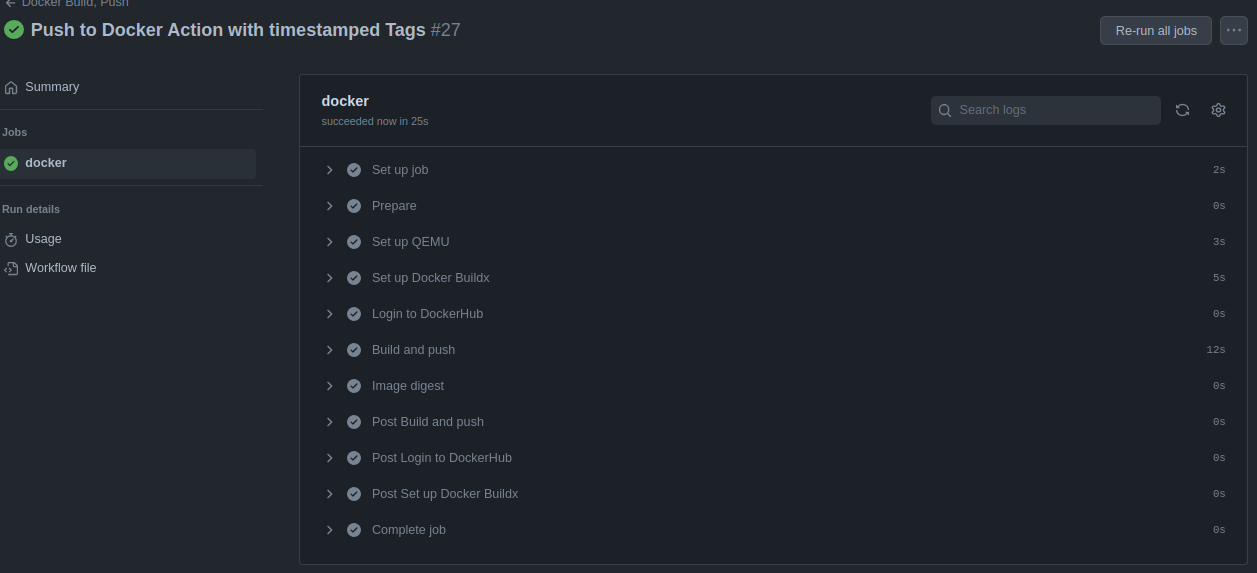 Docker Build, Push
Push to Docker Action with timestamped Tags #27
Re-run all jobs
Summary
Jobs
docker
Run details
Usage
Workflow file
docker
succeeded now in 25s
Search logs
Set up job 2s
Prepare 0s
Set up QEMU 3s
Set up Docker Buildx 5s
Login to DockerHub 0s
Build and push 12s
Image digest 0s
Post Build and push 0s
Post Login to DockerHub 0s
Post Set up Docker Buildx 0s
Complete job 0s